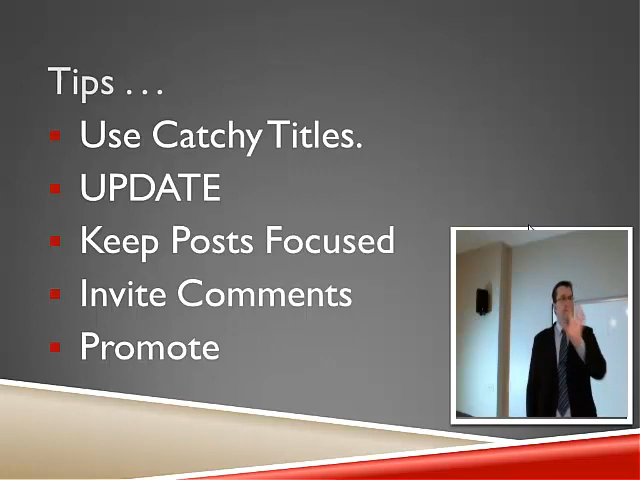 Tips . . .
Use Catchy Titles.
UPDATE
Keep Posts Focused
Invite Comments
Promote